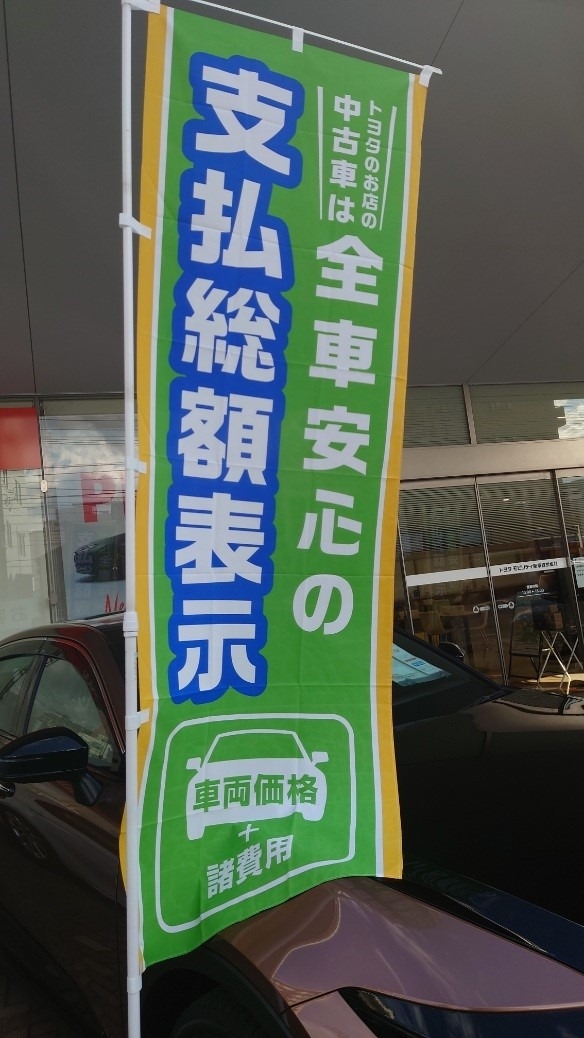 トヨタのお店の
中古車は
全車安心の
支払総額表示
車両価格
+
諸費用